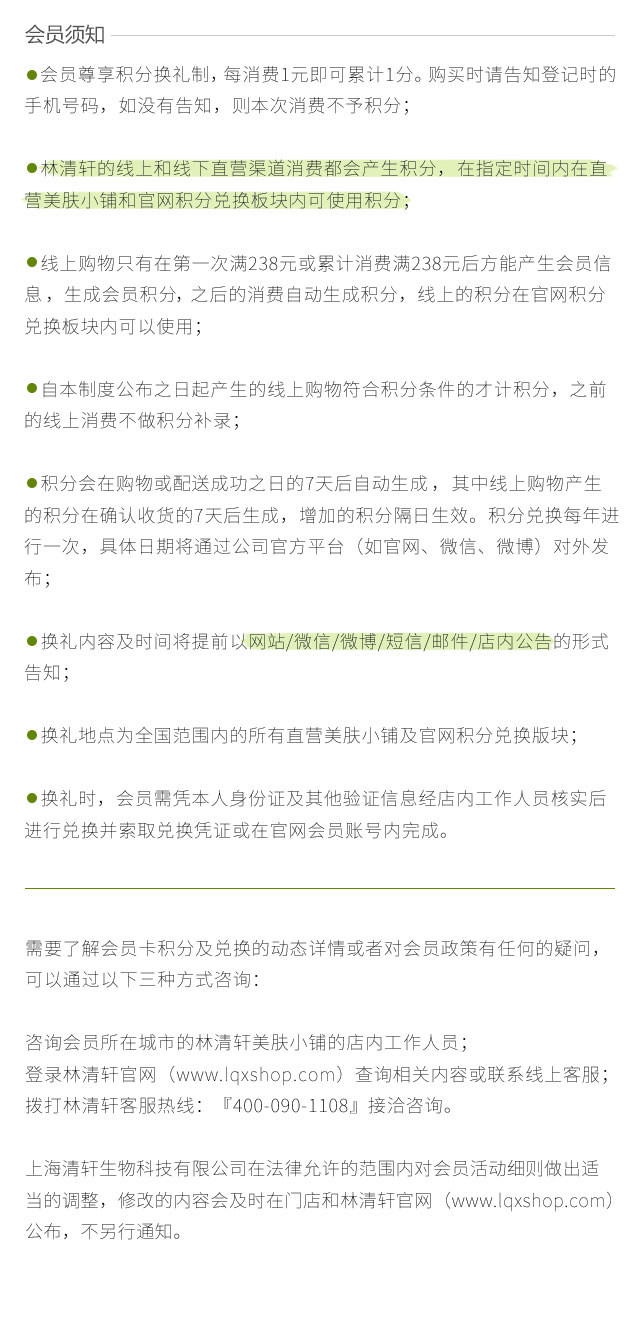 会员须知
●会员尊享积分换礼制，每消费1元即可累计1分。购买时请告知登记时的
手机号码，如没有告知，则本次消费不予积分；
●林清轩的线上和线下直营渠道消费都会产生积分，在指定时间内在直
营美肤小铺和官网积分兑换板块内可使用积分；
●线上购物只有在第一次满238元或累计消费满238元后方能产生会员信
息，生成会员积分，之后的消费自动生成积分，线上的积分在官网积分
兑换板块内可以使用；
●自本制度公布之日起产生的线上购物符合积分条件的才计积分，之前
的线上消费不做积分补录；
●积分会在购物或配送成功之日的7天后自动生成，其中线上购物产生
的积分在确认收货的7天后生成，增加的积分隔日生效。积分兑换每年进
行一次，具体日期将通过公司官方平台（如官网、微信、微博）对外发
布；
●换礼内容及时间将提前以网站/微信/微博/短信/邮件/店内公告的形式
告知；
●换礼地点为全国范围内的所有直营美肤小铺及官网积分兑换版块；
●换礼时，会员需凭本人身份证及其他验证信息经店内工作人员核实后
进行兑换并索取兑换凭证或在官网会员账号内完成。
需要了解会员卡积分及兑换的动态详情或者对会员政策有任何的疑问，
可以通过以下三种方式咨询：
咨询会员所在城市的林清轩美肤小铺的店内工作人员；
登录林清轩官网（www.lqxshop.com）查询相关内容或联系线上客服；
拨打林清轩客服热线：『400-090-1108』接洽咨询。
上海清轩生物科技有限公司在法律允许的范围内对会员活动细则做出适
当的调整，修改的内容会及时在门店和林清轩官网（www.lqxshop.com）
公布，不另行通知。